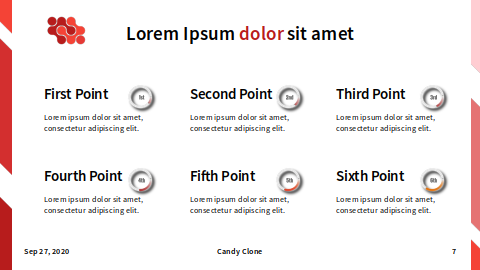 Lorem Ipsum dolor sit amet
First Point
1st
Lorem ipsum dolor sit amet,
consectetur adipiscing elit.
Second Point
2nd
Lorem ipsum dolor sit amet,
consectetur adipiscing elit.
Third Point
3rd
Lorem ipsum dolor sit amet,
consectetur adipiscing elit.
Fourth Point
4th
Lorem ipsum dolor sit amet,
consectetur adipiscing elit.
Fifth Point
5th
Lorem ipsum dolor sit amet,
consectetur adipiscing elit.
Sixth Point
6th
Lorem ipsum dolor sit amet,
consectetur adipiscing elit.
Sep 27, 2020
Candy Clone
7